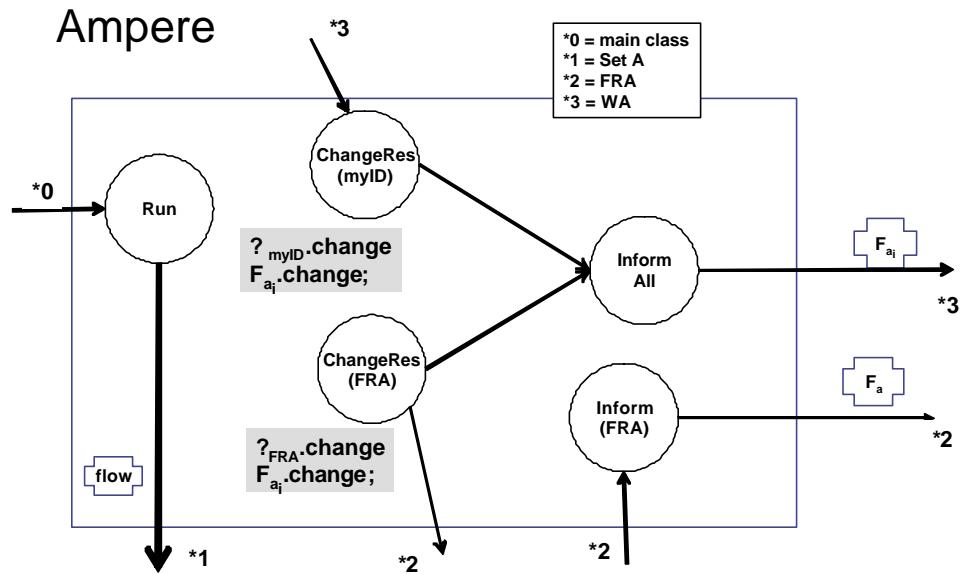 Ampere
*3
*0 = main class
*1 = Set A
*2 = FRA
*3 = WA
ChangeRes
(myID)
*0
Run
? myID.change
Fai.change;
Inform
All
Fai
*3
ChangeRes
(FRA)
Inform
(FRA)
Fa
*2
?FRA.change
Fai.change;
flow
*1
*2
*2